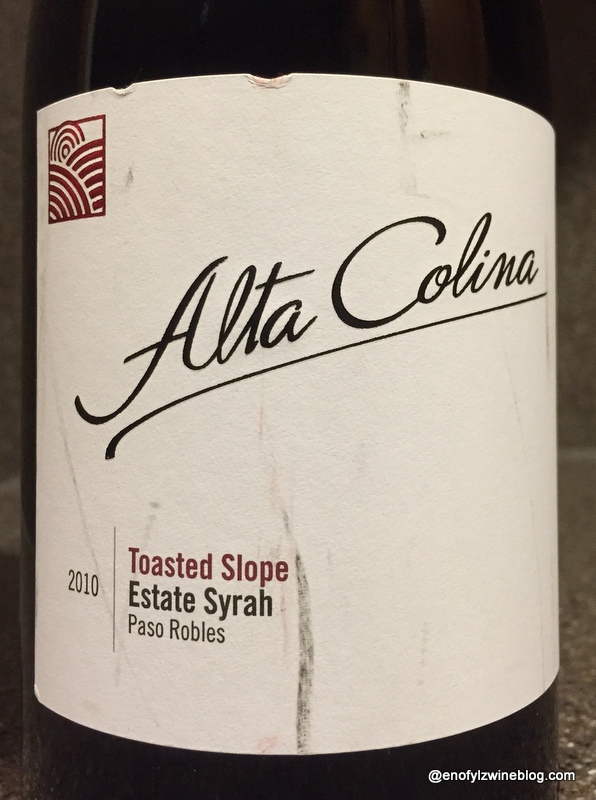 Alta Colina
2010
Toasted Slope
Estate Syrah
Paso Robles
@enofylzwineblog.com